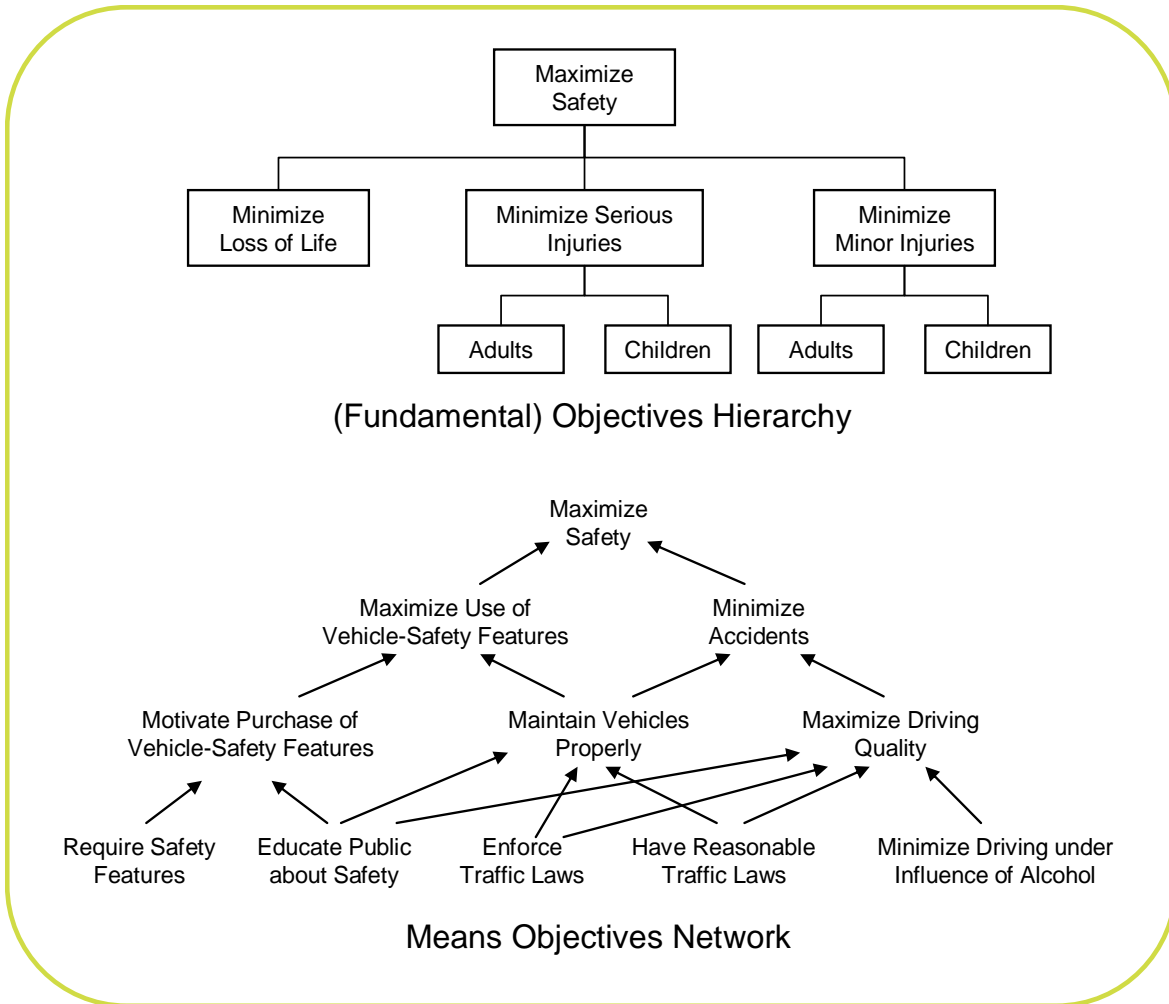 Maximize
Safety
Minimize
Loss of Life
Minimize Serious
Injuries
Minimize
Minor Injuries
Adults
Children
Adults
Children
(Fundamental) Objectives Hierarchy
Maximize
Safety
Maximize Use of
Vehicle-Safety Features
Minimize
Accidents
Motivate Purchase of
Vehicle-Safety Features
Maintain Vehicles
Properly
Maximize Driving
Quality
Require Safety
Features
Educate Public
about Safety
Enforce
Traffic Laws
Have Reasonable
Traffic Laws
Minimize Driving under
Influence of Alcohol
Means Objectives Network